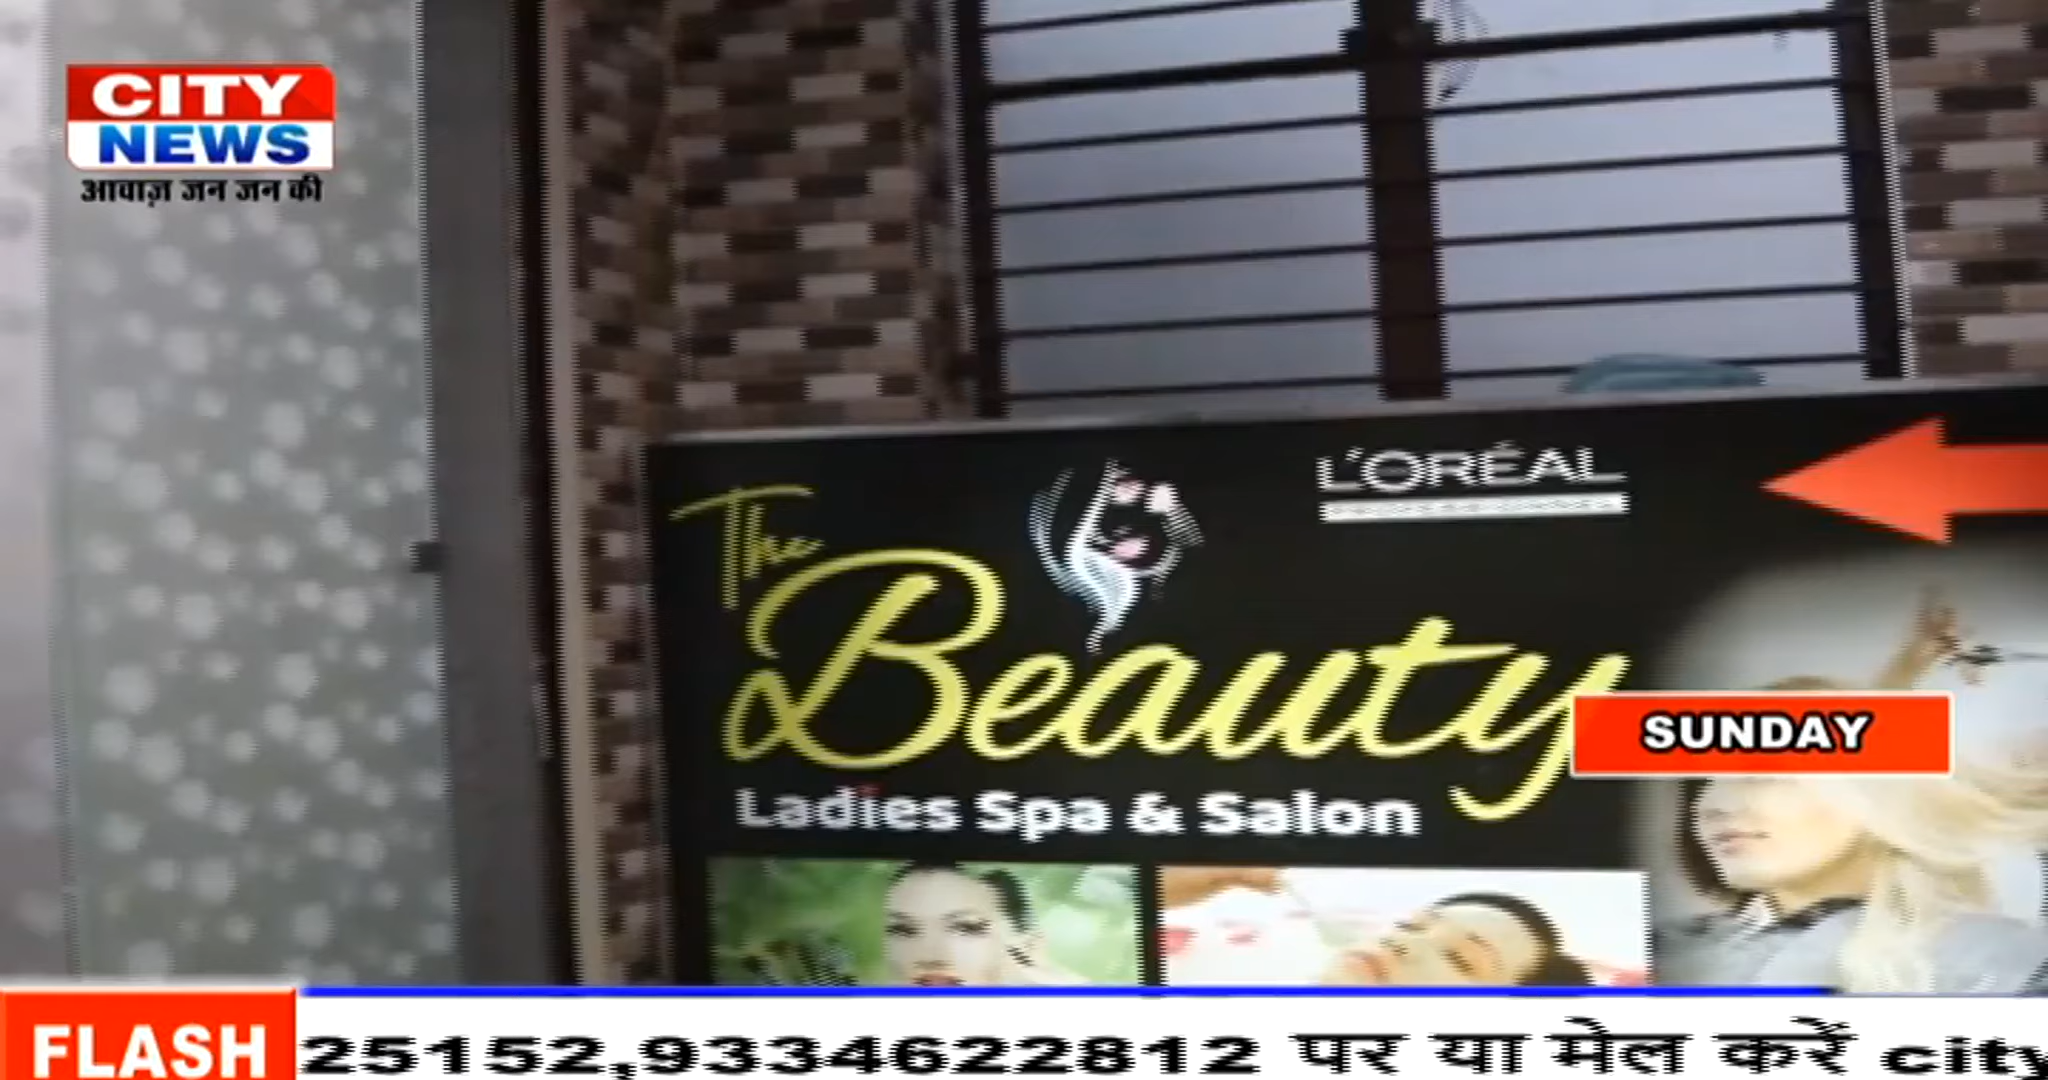 CITY
NEWS
आवाज़ जन जन की
L'ORÉAL
The
Beauty
SUNDAY
Ladies Spa & Salon
FLASH
25152,9334622812 पर या मेल करें city